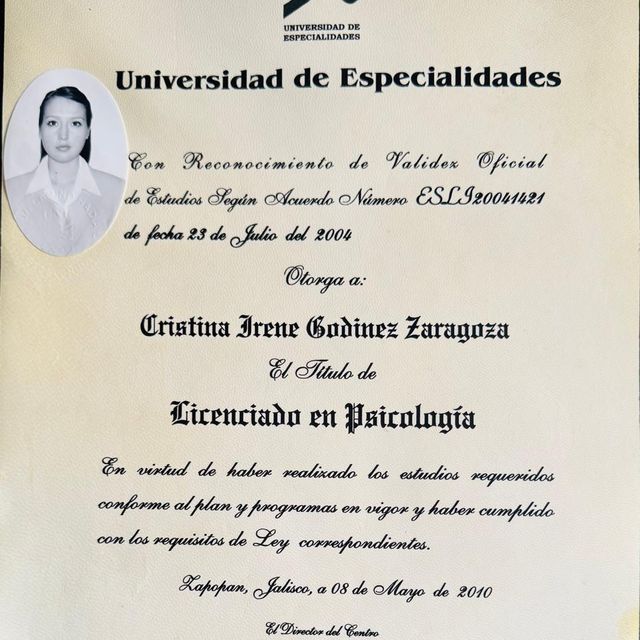 UNIVERSIDAD DE
ESPECIALIDADES
Universidad de Especialidades
Con Reconocimiento de Validez Oficial
de Estudios Según Acuerdo Número ESLI20041421
de fecha 23 de Julio del 2004
Otorga a:
Cristina Irene Godinez Zaragoza
El Título de
Licenciado en Psicología
En virtud de haber realizado los estudios requeridos
conforme al plan y programas en vigor y haber cumplido
con los requisitos de Ley correspondientes.
Zapopan, Jalisco, a 08 de Mayo de 2010
El Director del Centro